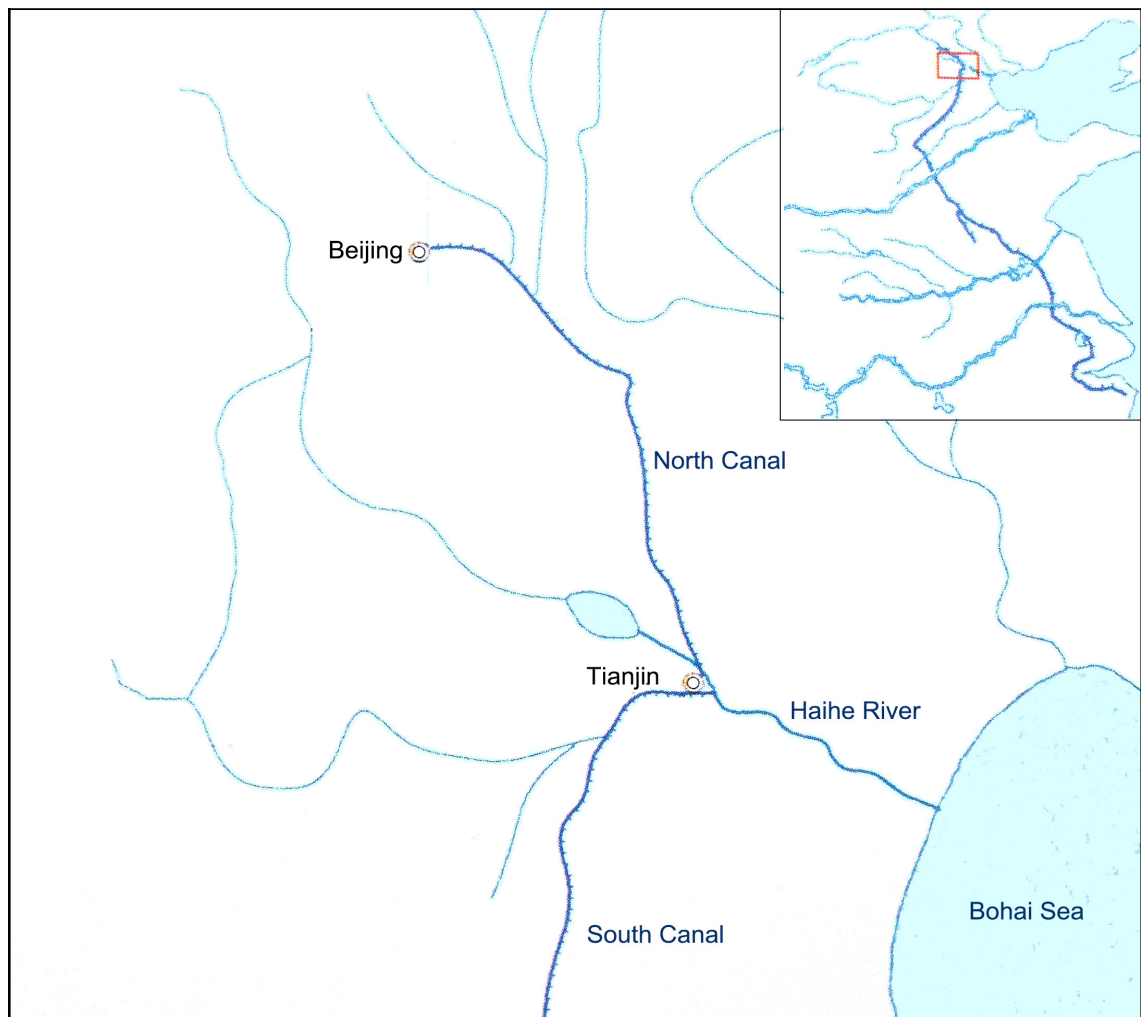 Beijing
North Canal
Tianjin
Haihe River
Bohai Sea
South Canal